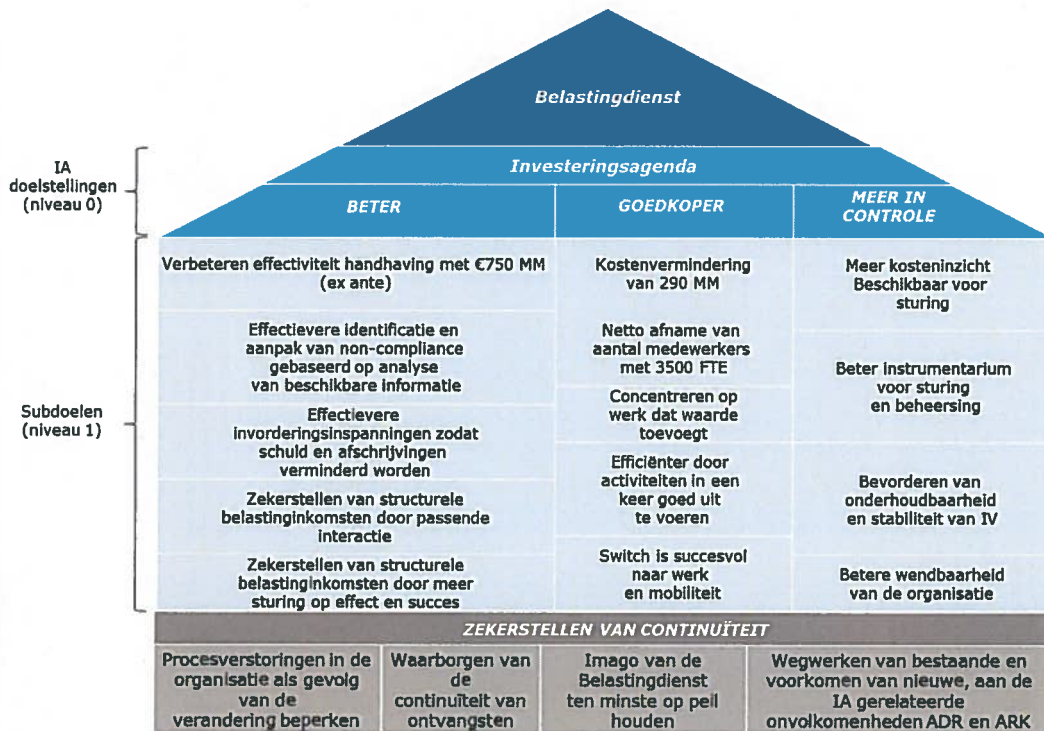 Belastingdienst
IA
doelstellingen
(niveau 0)
Investeringsagenda
BETER
GOEDKOPER
MEER IN
CONTROLE
Subdoelen
(niveau 1)
Verbeteren effectiviteit handhaving met €750 MM
(ex ante)
Effectievere identificatie en
aanpak van non-compliance
gebaseerd op analyse
van beschikbare informatie
Effectievere
invorderingsinspanningen zodat
schuld en afschrijvingen
verminderd worden
Zekerstellen van structurele
belastinginkomsten door passende
interactie
Zekerstellen van structurele
belastinginkomsten door meer
sturing op effect en succes
Kostenvermindering
van 290 MM
Netto afname van
aantal medewerkers
met 3500 FTE
Concentreren op
werk dat waarde
toevoegt
Efficiënter door
activiteiten in een
keer goed uit
te voeren
Switch is succesvol
naar werk
en mobiliteit
Meer kosteninzicht
Beschikbaar voor
sturing
Beter instrumentarium
voor sturing
en beheersing
Bevorderen van
onderhoudbaarheid
en stabiliteit van IV
Betere wendbaarheid
van de organisatie
ZEKERSTELLEN VAN CONTINUÏTEIT
Procesverstoringen in de
organisatie als gevolg
van de
verandering beperken
Waarborgen van
de
continuïteit van
ontvangsten
Imago van de
Belastingdienst
ten minste op peil
houden
Wegwerken van bestaande en
voorkomen van nieuwe, aan de
IA gerelateerde
onvolkomenheden ADR en ARK